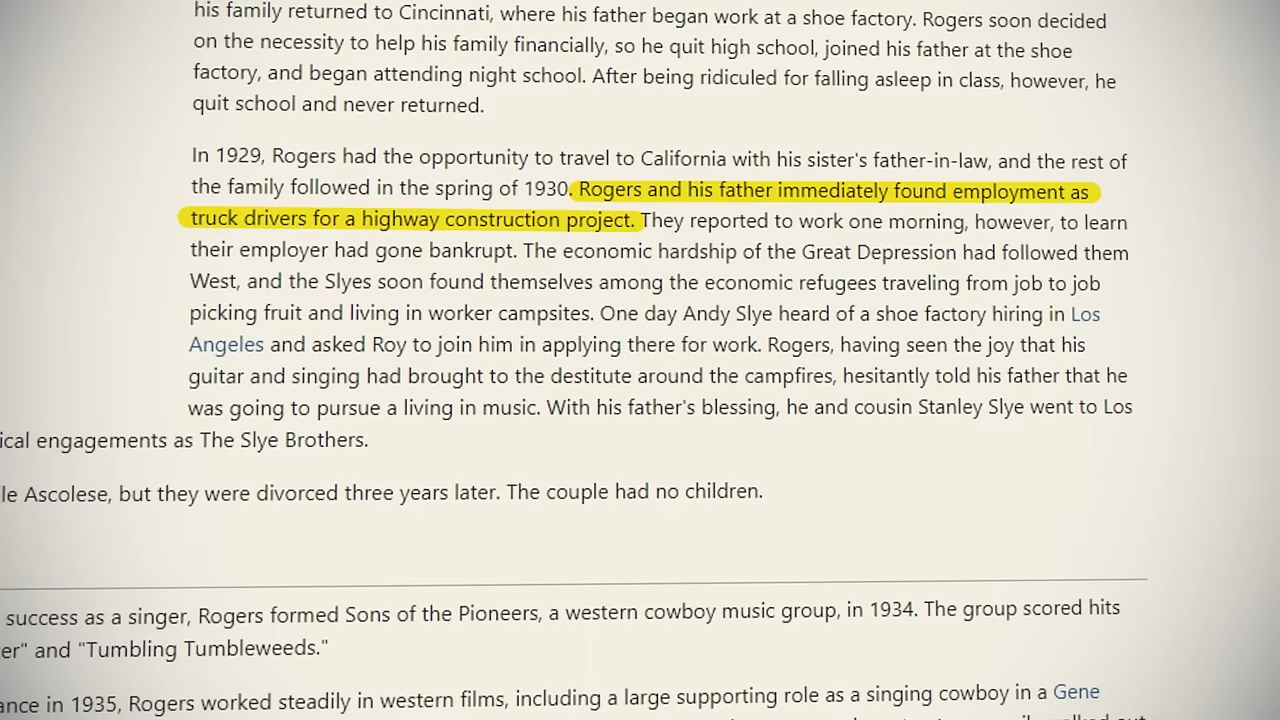 his family returned to Cincinnati, where his father began work at a shoe factory. Rogers soon decided
on the necessity to help his family financially, so he quit high school, joined his father at the shoe
factory, and began attending night school. After being ridiculed for falling asleep in class, however, he
quit school and never returned.
In 1929, Rogers had the opportunity to travel to California with his sister's father-in-law, and the rest of
the family followed in the spring of 1930. Rogers and his father immediately found employment as
truck drivers for a highway construction project. They reported to work one morning, however, to learn
their employer had gone bankrupt. The economic hardship of the Great Depression had followed them
West, and the Slyes soon found themselves among the economic refugees traveling from job to job
picking fruit and living in worker campsites. One day Andy Slye heard of a shoe factory hiring in Los
Angeles and asked Roy to join him in applying there for work. Rogers, having seen the joy that his
guitar and singing had brought to the destitute around the campfires, hesitantly told his father that he
was going to pursue a living in music. With his father's blessing, he and cousin Stanley Slye went to Los
ical engagements as The Slye Brothers.
le Ascolese, but they were divorced three years later. The couple had no children.
success as a singer, Rogers formed Sons of the Pioneers, a western cowboy music group, in 1934. The group scored hits
er" and "Tumbling Tumbleweeds."
ance in 1935, Rogers worked steadily in western films, including a large supporting role as a singing cowboy in a Gene